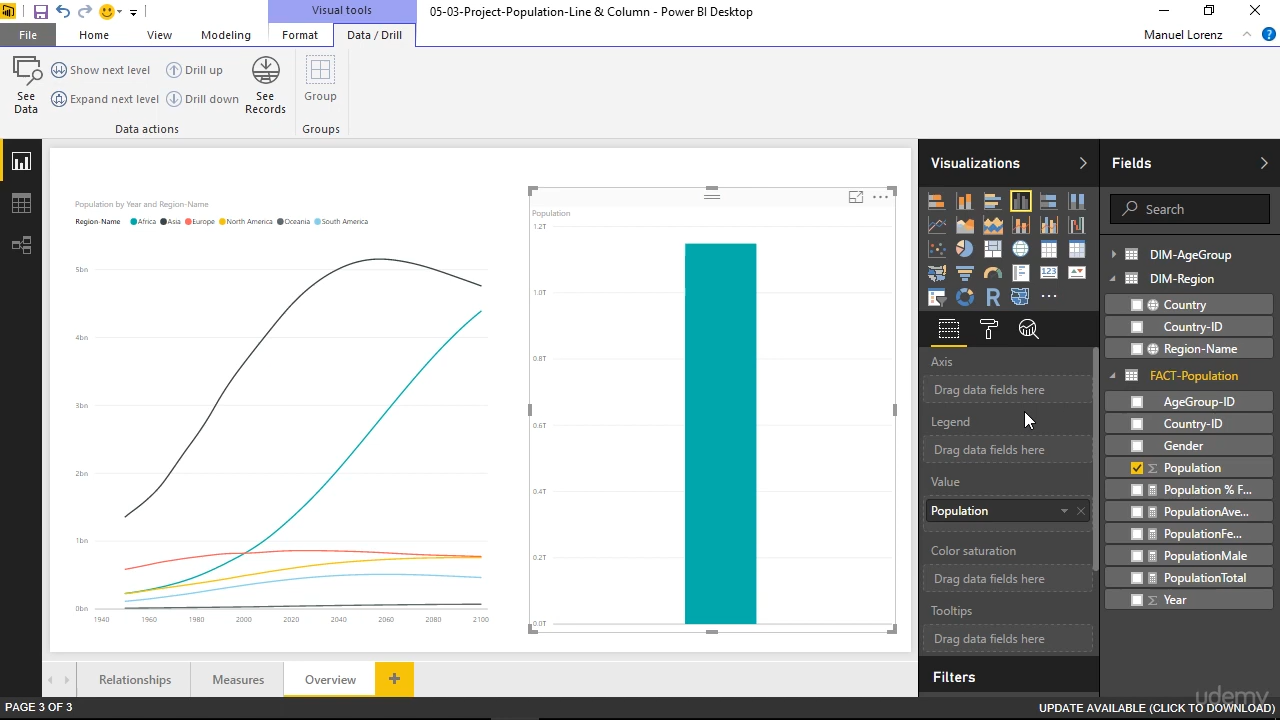 Visual tools
05-03-Project-Population-Line & Column - Power BI Desktop
File
Home
View
Modeling
Format
Data / Drill
Manuel Lorenz
?
See Data
Show next level
Expand next level
Drill up
Drill down
See Records
Group
Data actions
Groups
Population by Year and Region-Name
Region-Name Africa Asia Europe North America Oceania South America
5bn
4bn
3bn
2bn
1bn
0bn
1940 1960 1980 2000 2020 2040 2060 2080 2100
Population
1.2T
1.0T
0.8T
0.6T
0.4T
0.2T
0.0T
Visualizations
R
123
Axis
Drag data fields here
Legend
Drag data fields here
Value
Population
Color saturation
Drag data fields here
Tooltips
Drag data fields here
Filters
Fields
Search
DIM-AgeGroup
DIM-Region
Country
Country-ID
Region-Name
FACT-Population
AgeGroup-ID
Country-ID
Gender
Σ Population
Population % F...
PopulationAve...
PopulationFe...
PopulationMale
PopulationTotal
Σ Year
Relationships
Measures
Overview
+
udemy
PAGE 3 OF 3
UPDATE AVAILABLE (CLICK TO DOWNLOAD)